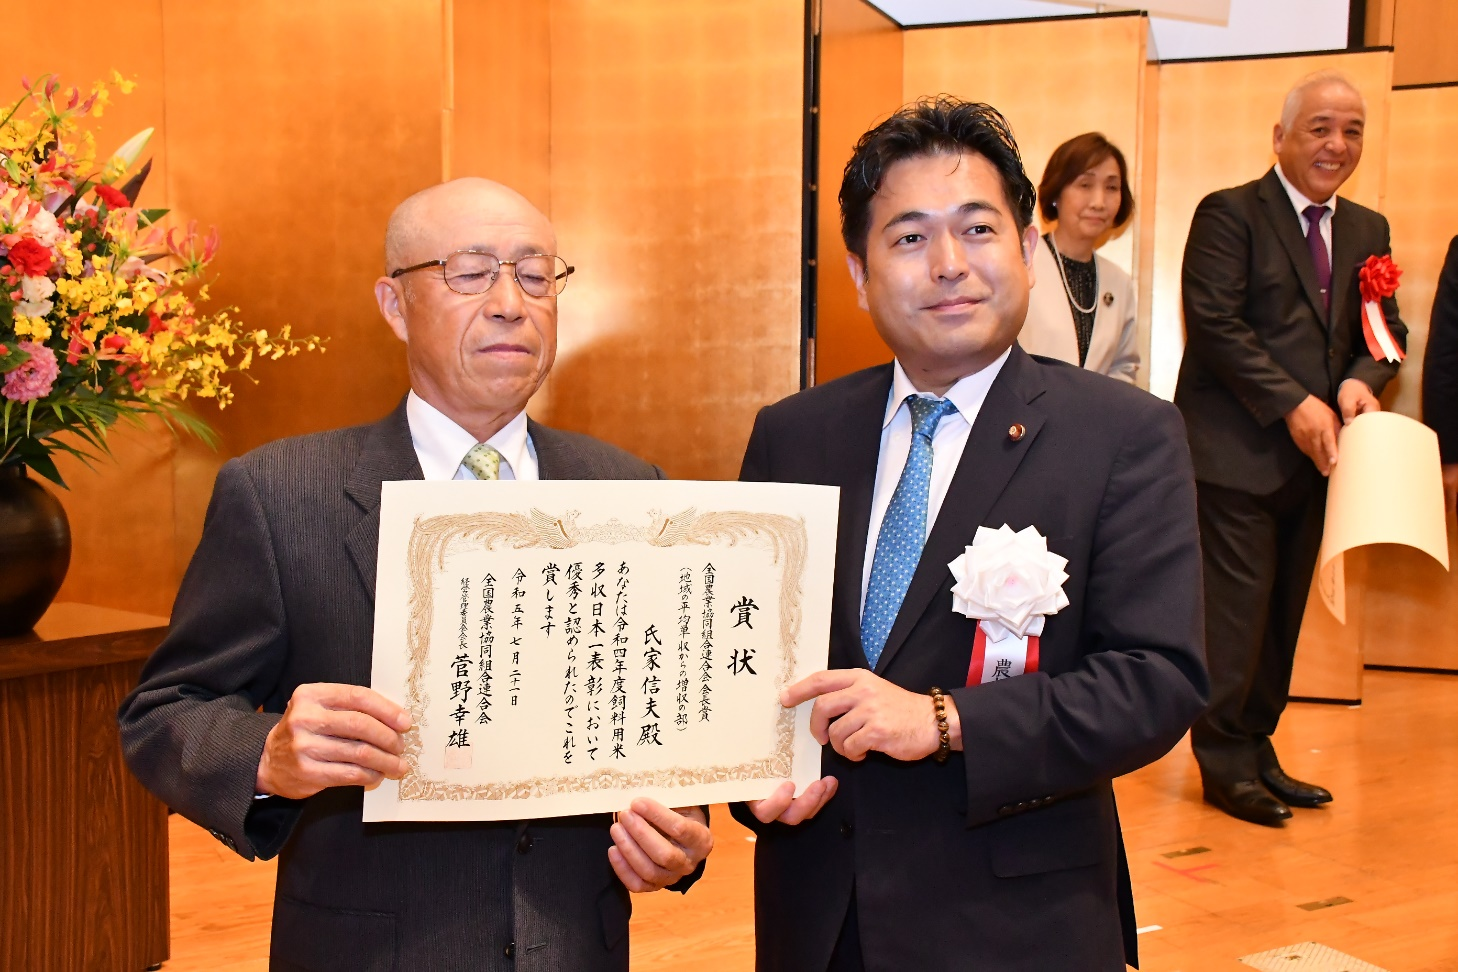 賞状
全国農業協同組合連合会会長賞
(地域の平均単収からの増収の部)
氏家信夫殿
あなたは令和四年度飼料用米
多収日本一表彰において
優秀と認められたのでこれを
賞します
令和五年七月二十一日
全国農業協同組合連合会
経営管理委員会会長 菅野幸雄
農